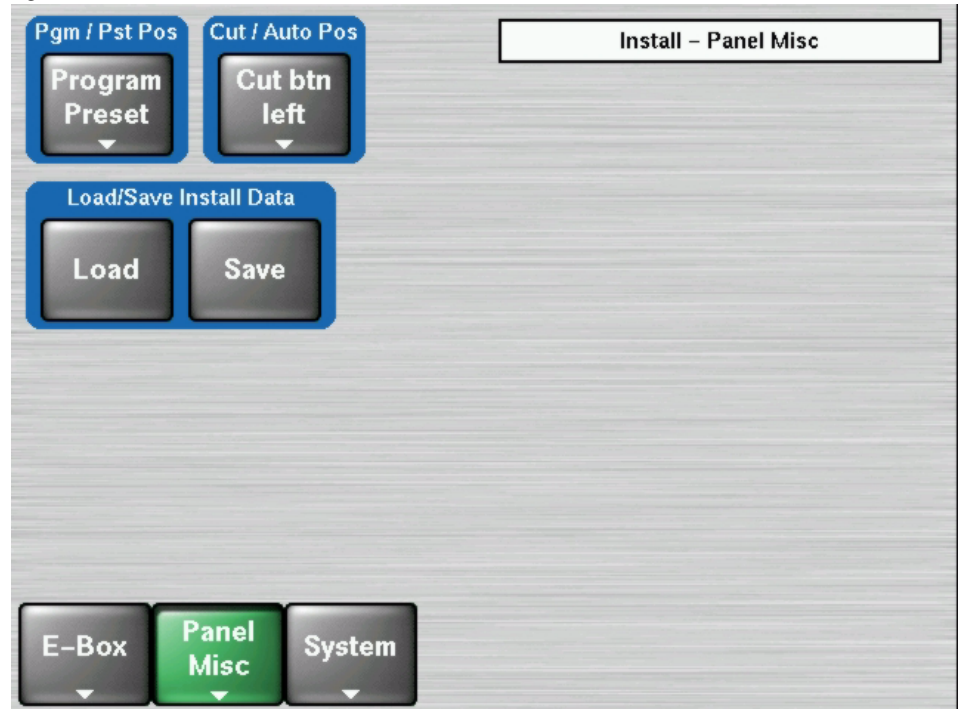 Pgm / Pst Pos
Cut / Auto Pos
Install – Panel Misc
Program
Preset
Cut btn
left
Load/Save Install Data
Load
Save
E–Box
Panel
Misc
System